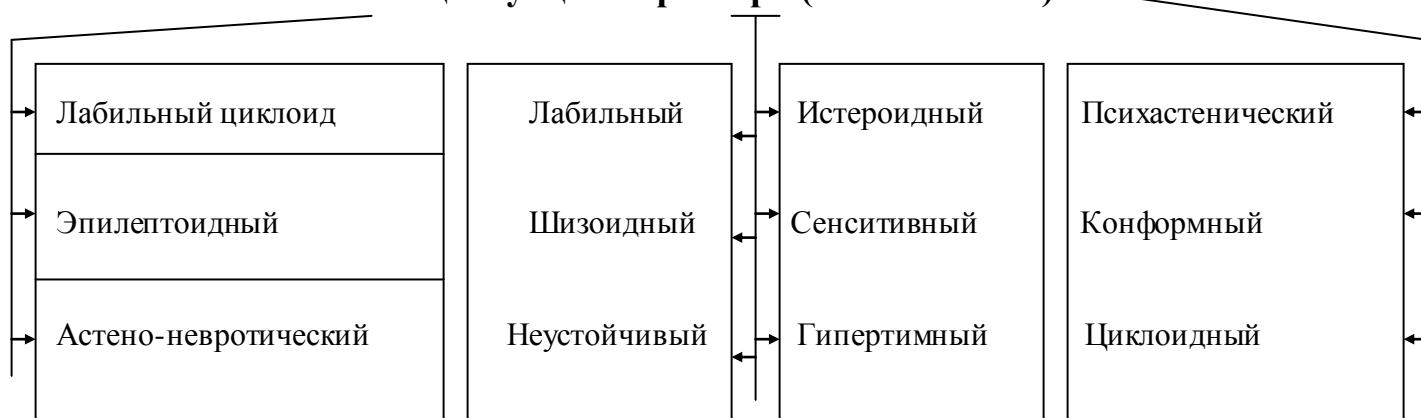 Лабильный циклоид
Эпилептоидный
Астено-невротический
Лабильный
Шизоидный
Неустойчивый
Истероидный
Сенситивный
Гипертимный
Психастенический
Конформный
Циклоидный